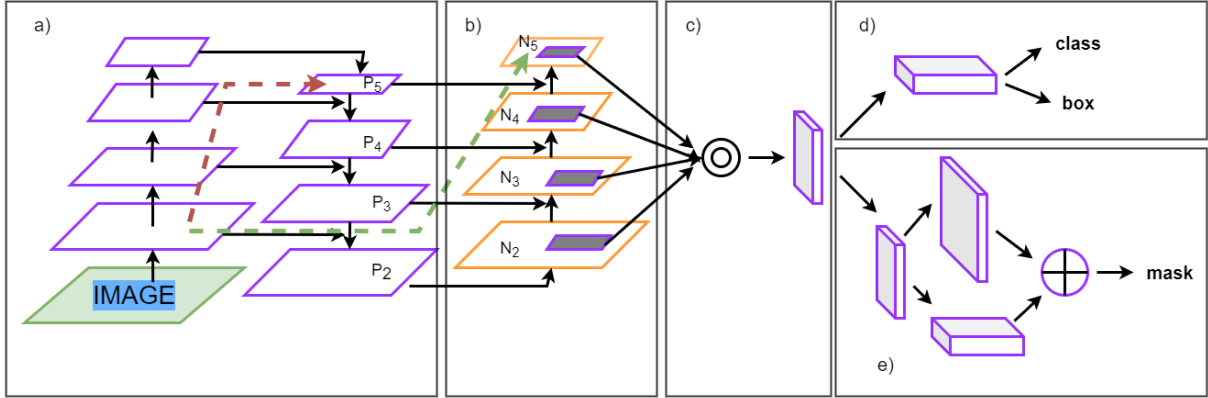 a)
P₅
P₄
P₃
P₂
IMAGE
b)
N₅
N₄
N₃
N₂
c)
d)
class
box
e)
mask